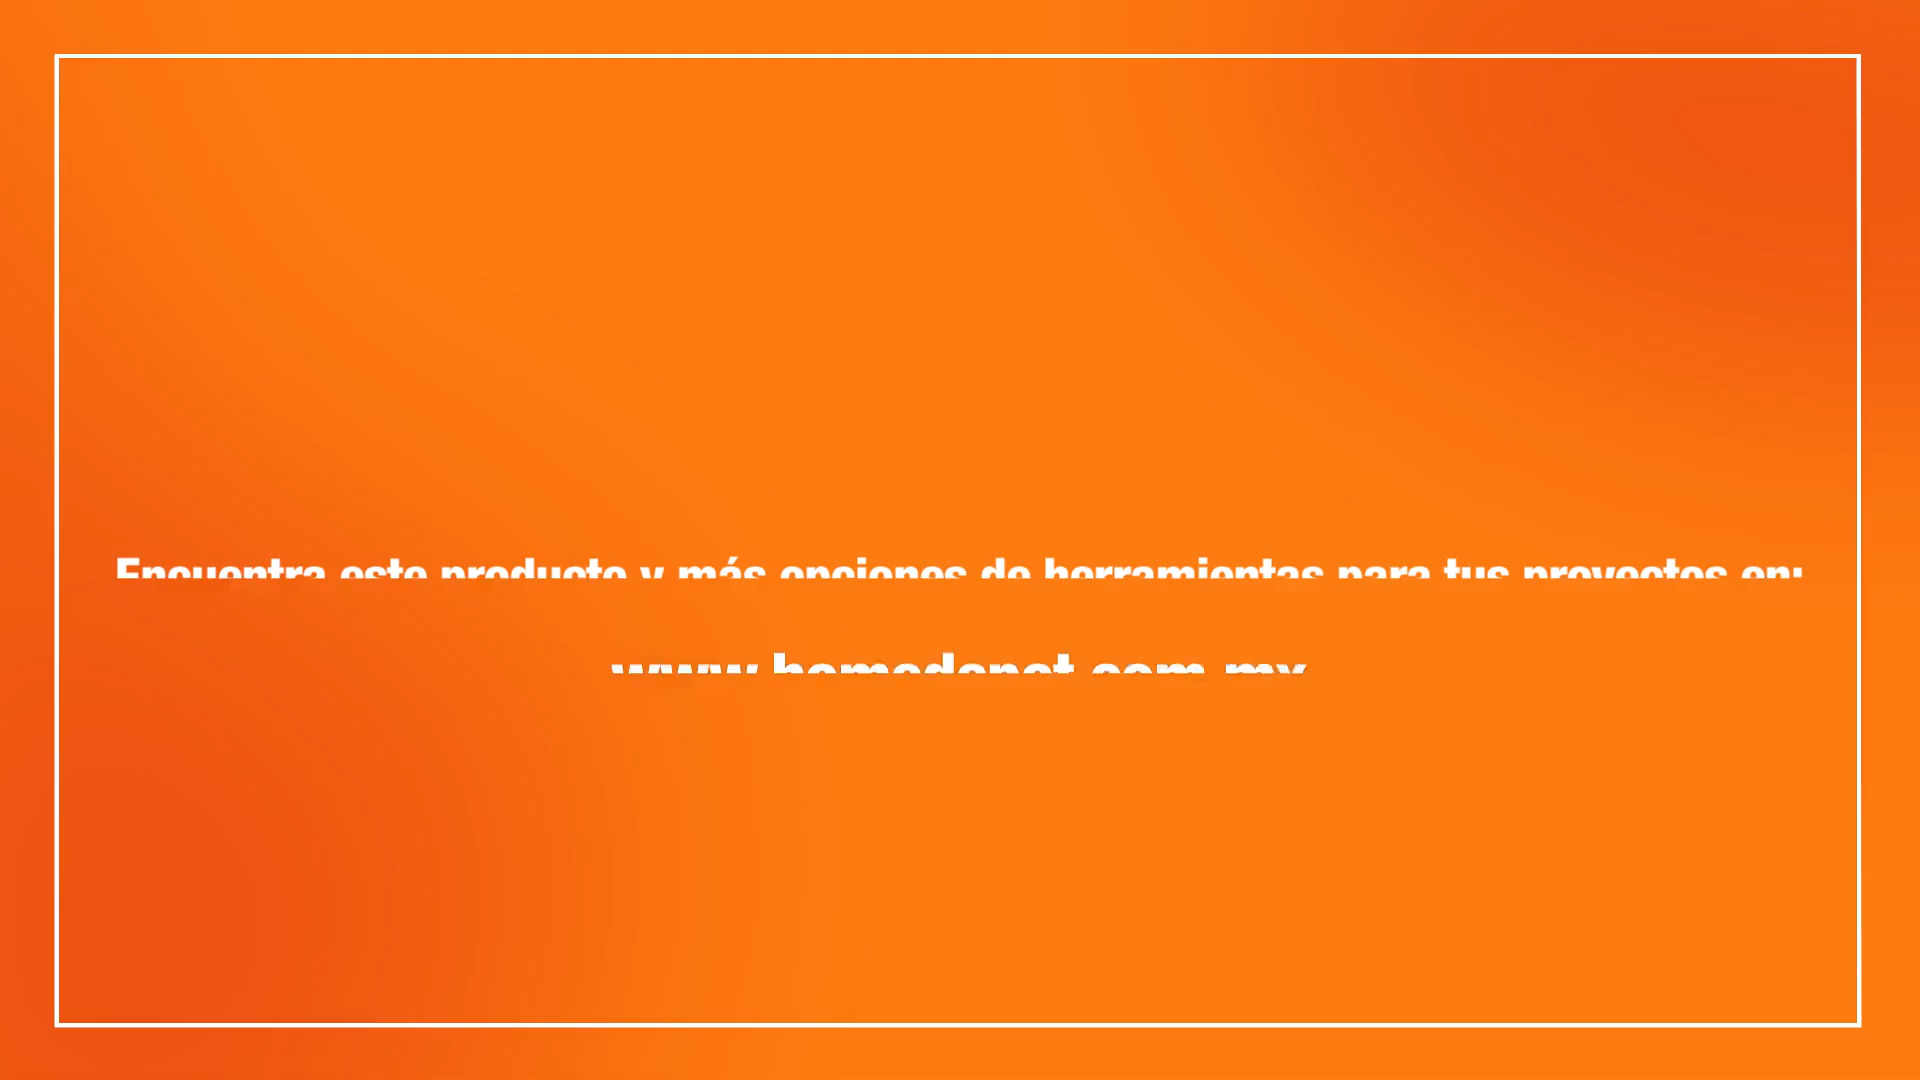 Encuentra este producto y más opciones de herramientas para tus proyectos en:
www.homedepot.com.mx